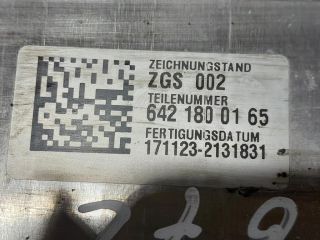 ZEICHNUNGSTAND
ZGS 002
TEILENUMMER
642 180 01 65
FERTIGUNGSDATUM
171123-2131831